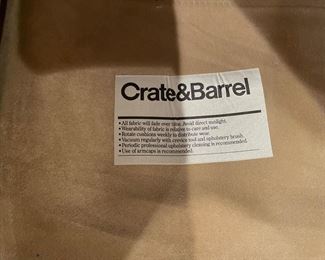 Crate&Barrel
• All fabric will fade over time. Avoid direct sunlight.
• Wearability of fabric is relative to care and use.
• Rotate cushions weekly to distribute wear.
• Vacuum regularly with crevice tool and upholstery brush.
• Periodic professional upholstery cleaning is recommended.
• Use of armcaps is recommended.